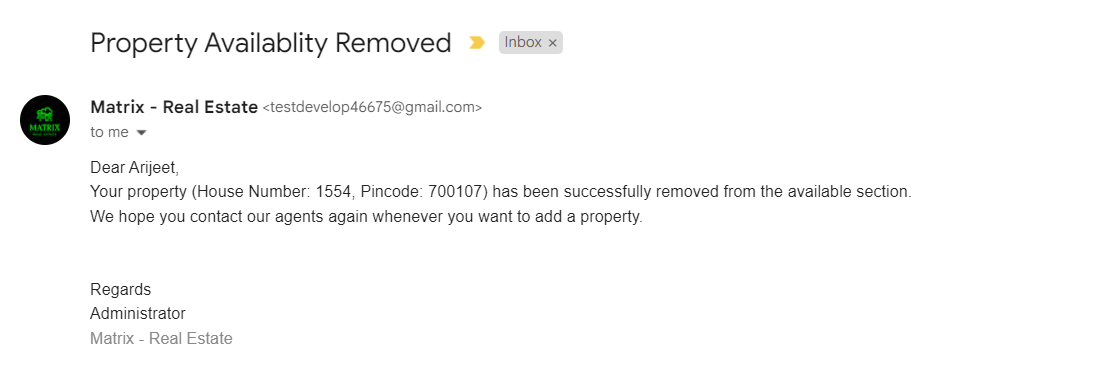 Property Availablity Removed Inbox ×
Matrix - Real Estate <testdevelop46675@gmail.com>
MATRIX
to me
Dear Arijeet,
Your property (House Number: 1554, Pincode: 700107) has been successfully removed from the available section.
We hope you contact our agents again whenever you want to add a property.
Regards
Administrator
Matrix - Real Estate